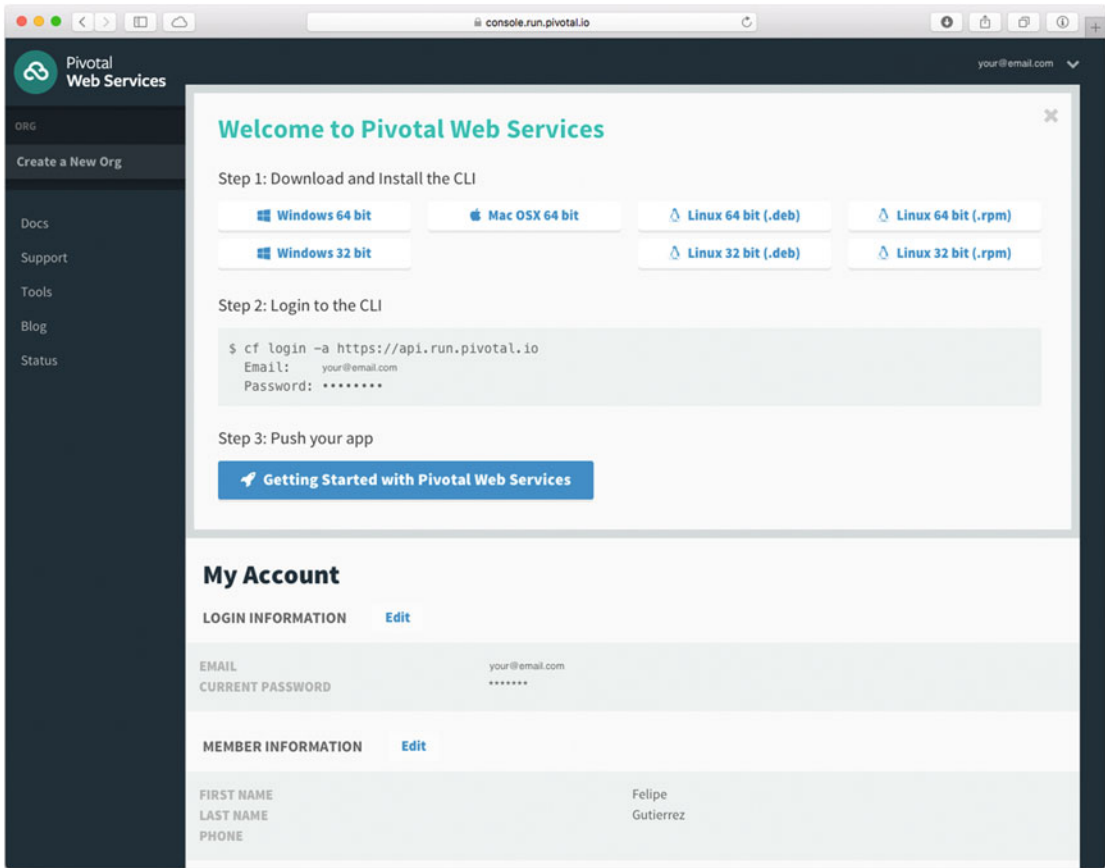 console.run.pivotal.io
Pivotal
Web Services
your@email.com
ORG
Create a New Org
Docs
Support
Tools
Blog
Status
Welcome to Pivotal Web Services
Step 1: Download and Install the CLI
Windows 64 bit Mac OSX 64 bit Linux 64 bit (.deb) Linux 64 bit (.rpm)
Windows 32 bit Linux 32 bit (.deb) Linux 32 bit (.rpm)
Step 2: Login to the CLI
$ cf login -a https://api.run.pivotal.io
Email: your@email.com
Password: ••••••••
Step 3: Push your app
Getting Started with Pivotal Web Services
My Account
LOGIN INFORMATION Edit
EMAIL your@email.com
CURRENT PASSWORD •••••••
MEMBER INFORMATION Edit
FIRST NAME Felipe
LAST NAME Gutierrez
PHONE